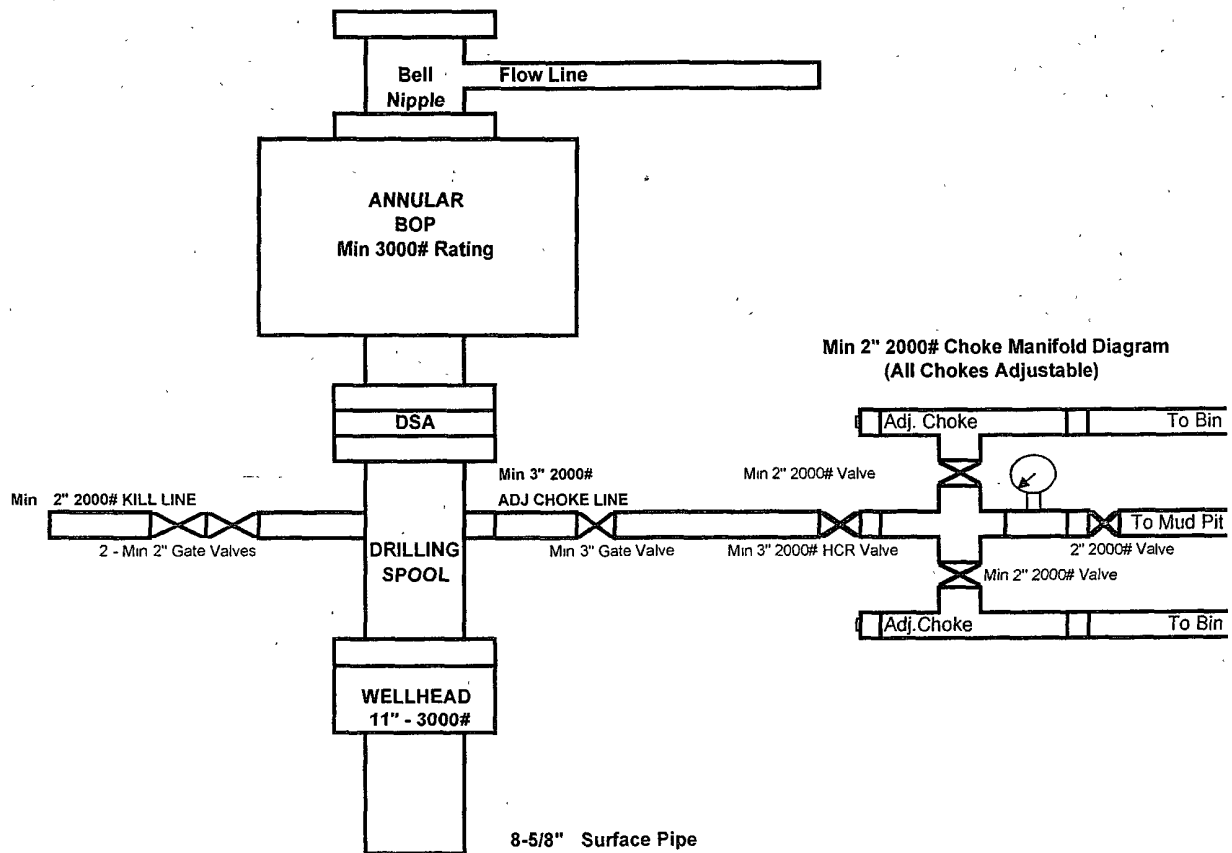 Bell
Nipple
Flow Line
ANNULAR
BOP
Min 3000# Rating
Min 2" 2000# Choke Manifold Diagram
(All Chokes Adjustable)
DSA
Adj. Choke
To Bin
Min 2" 2000# Valve
Min 3" 2000#
ADJ CHOKE LINE
Min 2" 2000# KILL LINE
2 - Min 2" Gate Valves
DRILLING
SPOOL
Min 3" Gate Valve
Min 3" 2000# HCR Valve
To Mud Pit
2" 2000# Valve
Min 2" 2000# Valve
Adj.Choke
To Bin
WELLHEAD
11" - 3000#
8-5/8" Surface Pipe